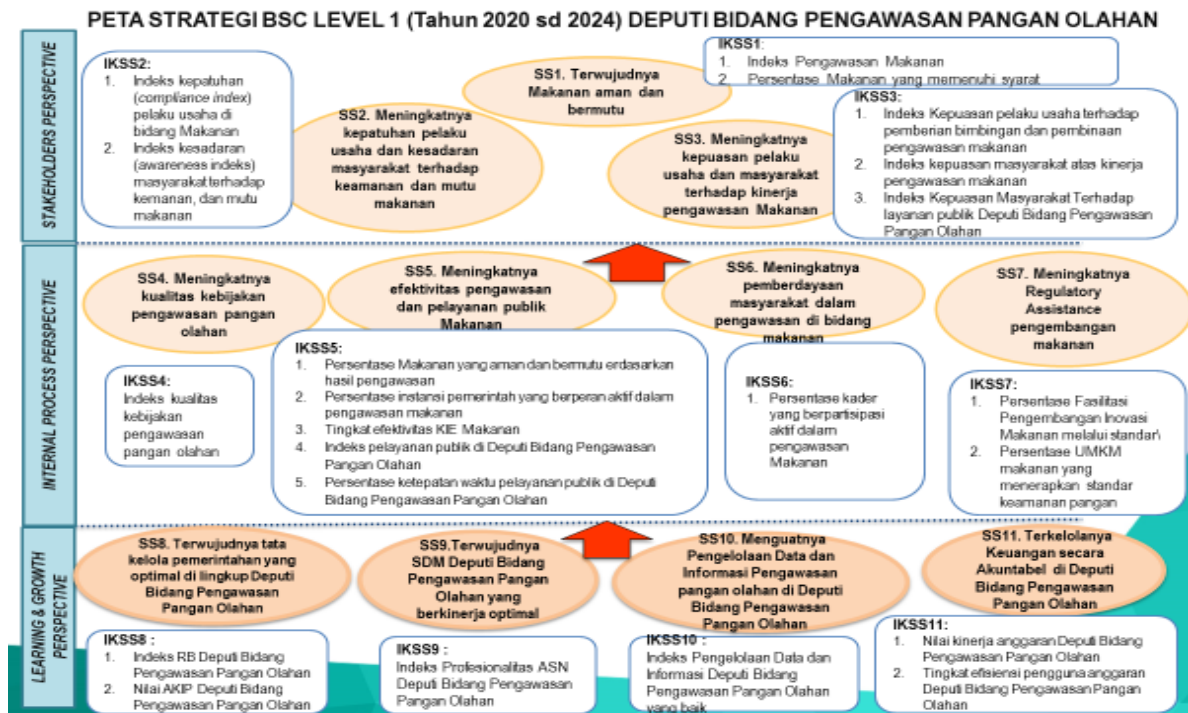 PETA STRATEGI BSC LEVEL 1 (Tahun 2020 sd 2024) DEPUTI BIDANG PENGAWASAN PANGAN OLAHAN
STAKEHOLDERS PERSPECTIVE
IKSS2:
1. Indeks kepatuhan
(compliance index)
pelaku usaha di
bidang Makanan
2. Indeks kesadaran
(awareness indeks)
masyarakat terhadap
kemanan, dan mutu
makanan
SS2. Meningkatnya
kepatuhan pelaku
usaha dan kesadaran
masyarakat terhadap
keamanan dan mutu
makanan
SS1. Terwujudnya
Makanan aman dan
bermutu
IKSS1:
1. Indeks Pengawasan Makanan
2. Persentase Makanan yang memenuhi syarat
SS3. Meningkatnya
kepuasan pelaku
usaha dan masyarakat
terhadap kinerja
pengawasan Makanan
IKSS3:
1. Indeks Kepuasan pelaku usaha terhadap
pemberian bimbingan dan pembinaan
pengawasan makanan
2. Indeks kepuasan masyarakat atas kinerja
pengawasan makanan
3. Indeks Kepuasan Masyarakat Terhadap
layanan publik Deputi Bidang Pengawasan
Pangan Olahan
INTERNAL PROCESS PERSPECTIVE
SS4. Meningkatnya
kualitas kebijakan
pengawasan pangan
olahan
IKSS4:
Indeks kualitas
kebijakan
pengawasan
pangan olahan
SS5. Meningkatnya
efektivitas pengawasan
dan pelayanan publik
Makanan
IKSS5:
1. Persentase Makanan yang aman dan bermutu erdasarkan
hasil pengawasan
2. Persentase instansi pemerintah yang berperan aktif dalam
pengawasan makanan
3. Tingkat efektivitas KIE Makanan
4. Indeks pelayanan publik di Deputi Bidang Pengawasan
Pangan Olahan
5. Persentase ketepatan waktu pelayanan publik di Deputi
Bidang Pengawasan Pangan Olahan
SS6. Meningkatnya
pemberdayaan
masyarakat dalam
pengawasan di bidang
makanan
IKSS6:
1. Persentase kader
yang berpartisipasi
aktif dalam
pengawasan
Makanan
SS7. Meningkatnya
Regulatory
Assistance
pengembangan
makanan
IKSS7:
1. Persentase Fasilitasi
Pengembangan Inovasi
Makanan melalui standar\
2. Persentase UMKM
makanan yang
menerapkan standar
keamanan pangan
LEARNING & GROWTH
PERSPECTIVE
SS8. Terwujudnya tata
kelola pemerintahan yang
optimal di lingkup Deputi
Bidang Pengawasan
Pangan Olahan
IKSS8 :
1. Indeks RB Deputi Bidang
Pengawasan Pangan Olahan
2. Nilai AKIP Deputi Bidang
Pengawasan Pangan Olahan
SS9.Terwujudnya
SDM Deputi Bidang
Pengawasan Pangan
Olahan yang
berkinerja optimal
IKSS9 :
Indeks Profesionalitas ASN
Deputi Bidang Pengawasan
Pangan Olahan
SS10. Menguatnya
Pengelolaan Data dan
Informasi Pengawasan
pangan olahan di Deputi
Bidang Pengawasan
Pangan Olahan
IKSS10 :
Indeks Pengelolaan Data dan
Informasi Deputi Bidang
Pengawasan Pangan Olahan
yang baik
SS11. Terkelolanya
Keuangan secara
Akuntabel di Deputi
Bidang Pengawasan
Pangan Olahan
IKSS11:
1. Nilai kinerja anggaran Deputi Bidang
Pengawasan Pangan Olahan
2. Tingkat efisiensi pengguna anggaran
Deputi Bidang Pengawasan Pangan
Olahan